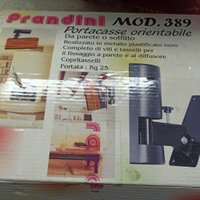 Prandini MOD. 389
Portacasse orientabile
Da parete o soffitto
Realizzato in metallo plastificato nero
Completo di viti e tasselli per
il fissaggio a parete e al diffusore
Copritasselli
Portata: Kg 25